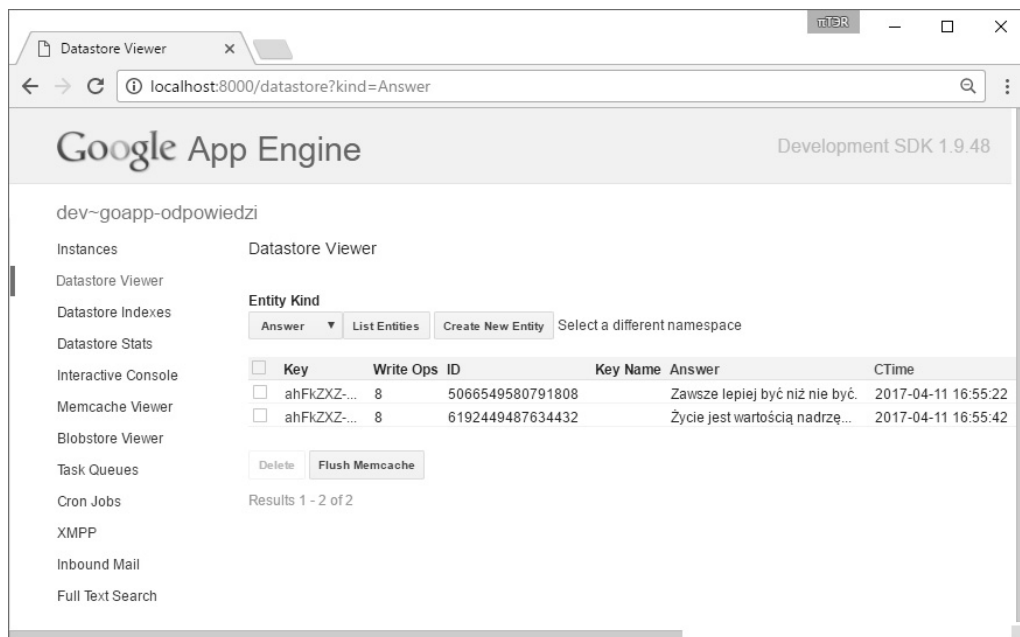 πT3R
Datastore Viewer
localhost:8000/datastore?kind=Answer
Google App Engine
Development SDK 1.9.48
dev~goapp-odpowiedzi
Instances
Datastore Viewer
Datastore Indexes
Datastore Stats
Interactive Console
Memcache Viewer
Blobstore Viewer
Task Queues
Cron Jobs
XMPP
Inbound Mail
Full Text Search
Datastore Viewer
Entity Kind
Answer List Entities Create New Entity Select a different namespace
Key Write Ops ID Key Name Answer CTime
ahFkZXZ-... 8 5066549580791808 Zawsze lepiej być niż nie być. 2017-04-11 16:55:22
ahFkZXZ-... 8 6192449487634432 Życie jest wartością nadrzę... 2017-04-11 16:55:42
Delete Flush Memcache
Results 1 - 2 of 2